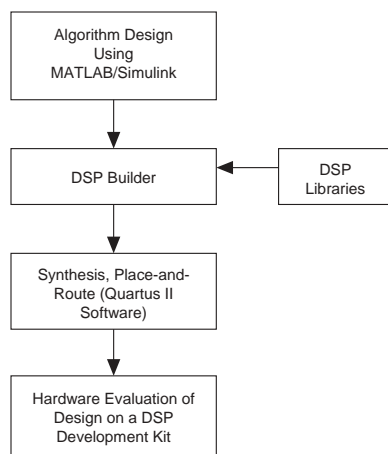 Algorithm Design
Using
MATLAB/Simulink
DSP Builder
DSP
Libraries
Synthesis, Place-and-
Route (Quartus II
Software)
Hardware Evaluation of
Design on a DSP
Development Kit